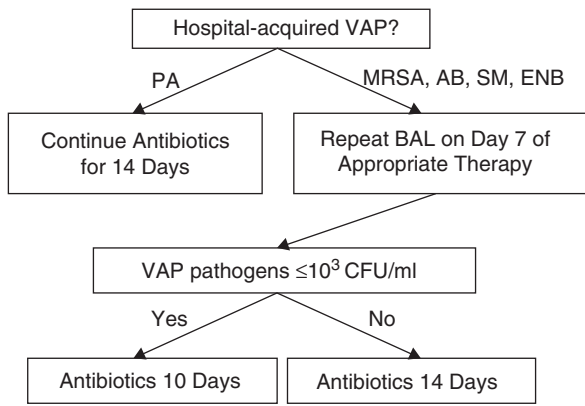 Hospital-acquired VAP?
PA
MRSA, AB, SM, ENB
Continue Antibiotics
for 14 Days
Repeat BAL on Day 7 of
Appropriate Therapy
VAP pathogens ≤10³ CFU/ml
Yes
No
Antibiotics 10 Days
Antibiotics 14 Days